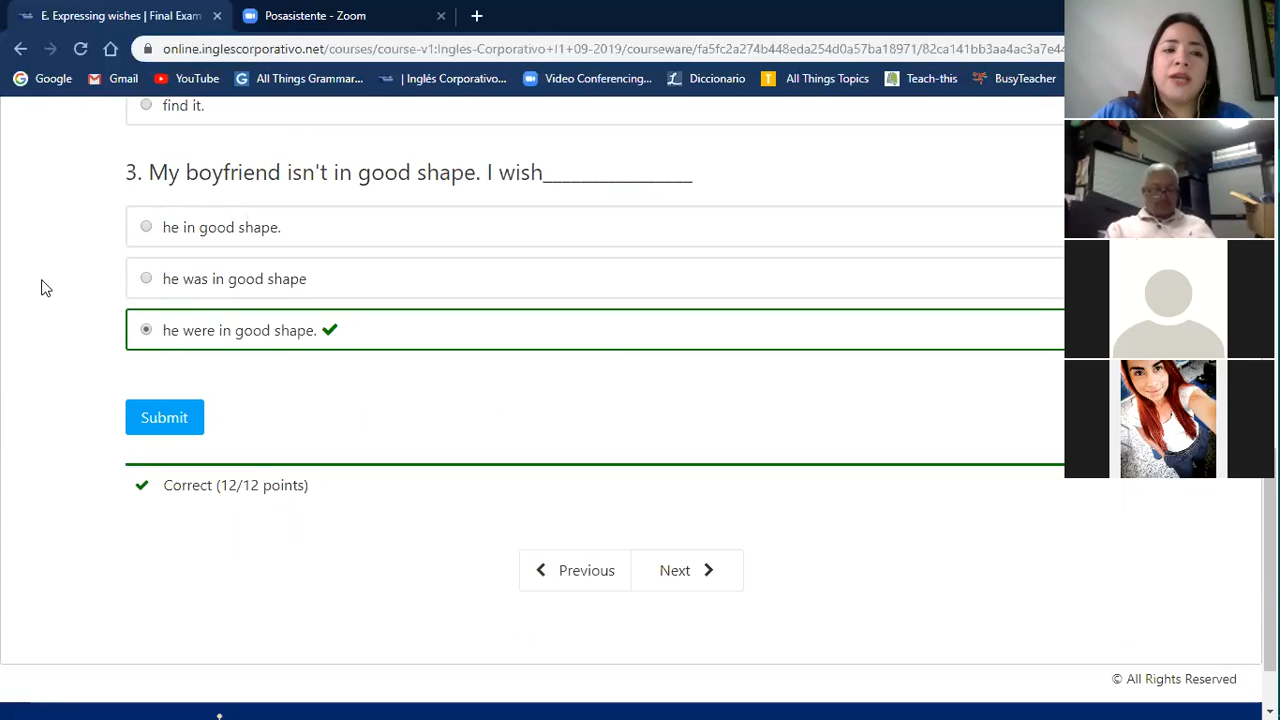 E. Expressing wishes | Final Exam
Posasistente - Zoom
online.inglescorporativo.net/courses/course-v1:Ingles-Corporativo+I1+09-2019/courseware/fa5fc2a274b448eda254d0e57ba18971/82ca141bb3aa4ac3a7e44
Google
Gmail
YouTube
All Things Grammar...
| Inglés Corporativo...
Video Conferencing...
Diccionario
All Things Topics
Teach-this
BusyTeacher
find it.
3. My boyfriend isn't in good shape. I wish________________
he in good shape.
he was in good shape
he were in good shape.
Submit
Correct (12/12 points)
Previous
Next
© All Rights Reserved